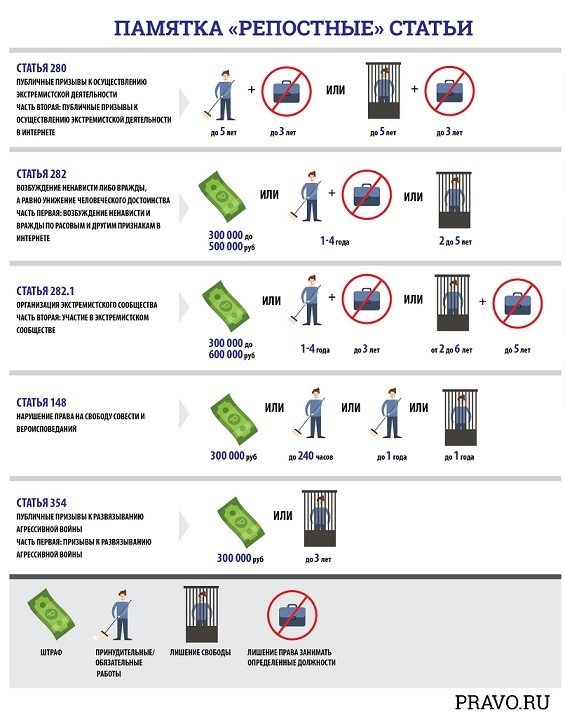 ПАМЯТКА «РЕПОСТНЫЕ» СТАТЬИ
СТАТЬЯ 280
ПУБЛИЧНЫЕ ПРИЗЫВЫ К ОСУЩЕСТВЛЕНИЮ
ЭКСТРЕМИСТСКОЙ ДЕЯТЕЛЬНОСТИ
ЧАСТЬ ВТОРАЯ: ПУБЛИЧНЫЕ ПРИЗЫВЫ К
ОСУЩЕСТВЛЕНИЮ ЭКСТРЕМИСТСКОЙ ДЕЯТЕЛЬНОСТИ
В ИНТЕРНЕТЕ
+ ИЛИ +
до 5 лет до 3 лет до 5 лет до 3 лет
СТАТЬЯ 282
ВОЗБУЖДЕНИЕ НЕНАВИСТИ ЛИБО ВРАЖДЫ,
А РАВНО УНИЖЕНИЕ ЧЕЛОВЕЧЕСКОГО ДОСТОИНСТВА
ЧАСТЬ ПЕРВАЯ: ВОЗБУЖДЕНИЕ НЕНАВИСТИ И
ВРАЖДЫ ПО РАСОВЫМ И ДРУГИМ ПРИЗНАКАМ В
ИНТЕРНЕТЕ
ИЛИ + ИЛИ
300 000 до
500 000 руб
1-4 года 2 до 5 лет
СТАТЬЯ 282.1
ОРГАНИЗАЦИЯ ЭКСТРЕМИСТСКОГО СООБЩЕСТВА
ЧАСТЬ ВТОРАЯ: УЧАСТИЕ В ЭКСТРЕМИСТСКОМ
СООБЩЕСТВЕ
ИЛИ + ИЛИ +
300 000 до
600 000 руб
1-4 года до 3 лет от 2 до 6 лет до 5 лет
СТАТЬЯ 148
НАРУШЕНИЕ ПРАВА НА СВОБОДУ СОВЕСТИ И
ВЕРОИСПОВЕДАНИЙ
ИЛИ ИЛИ ИЛИ
300 000 руб до 240 часов до 1 года до 1 года
СТАТЬЯ 354
ПУБЛИЧНЫЕ ПРИЗЫВЫ К РАЗВЯЗЫВАНИЮ
АГРЕССИВНОЙ ВОЙНЫ
ЧАСТЬ ПЕРВАЯ: ПРИЗЫВЫ К РАЗВЯЗЫВАНИЮ
АГРЕССИВНОЙ ВОЙНЫ
ИЛИ
300 000 руб до 3 лет
ШТРАФ
ПРИНУДИТЕЛЬНЫЕ/
ОБЯЗАТЕЛЬНЫЕ
РАБОТЫ
ЛИШЕНИЕ СВОБОДЫ
ЛИШЕНИЕ ПРАВА ЗАНИМАТЬ
ОПРЕДЕЛЕННЫЕ ДОЛЖНОСТИ
PRAVO.RU